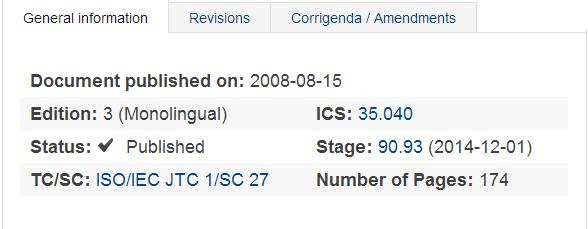 General information Revisions Corrigenda / Amendments
Document published on: 2008-08-15
Edition: 3 (Monolingual) ICS: 35.040
Status: ✔ Published Stage: 90.93 (2014-12-01)
TC/SC: ISO/IEC JTC 1/SC 27 Number of Pages: 174